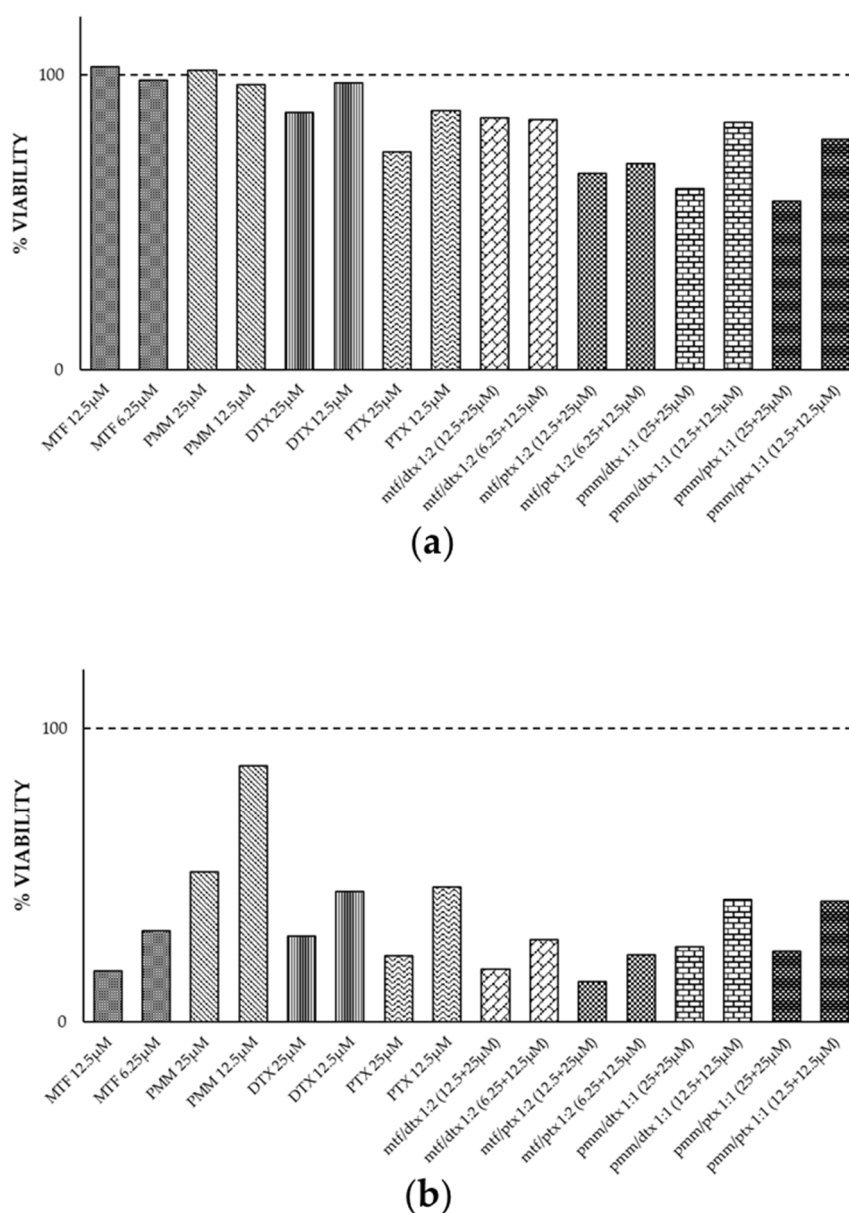 100
% VIABILITY
0
MTF 12.5µM
MTF 6.25µM
PMM 25µM
PMM 12.5µM
DTX 25µM
DTX 12.5µM
PTX 25µM
PTX 12.5µM
mtf/dtx 1:2 (12.5+25µM)
mtf/dtx 1:2 (6.25+12.5µM)
mtf/ptx 1:2 (12.5+25µM)
mtf/ptx 1:2 (6.25+12.5µM)
pmm/dtx 1:1 (25+25µM)
pmm/dtx 1:1 (12.5+12.5µM)
pmm/ptx 1:1 (25+25µM)
pmm/ptx 1:1 (12.5+12.5µM)
(a)
100
% VIABILITY
0
MTF 12.5µM
MTF 6.25µM
PMM 25µM
PMM 12.5µM
DTX 25µM
DTX 12.5µM
PTX 25µM
PTX 12.5µM
mtf/dtx 1:2 (12.5+25µM)
mtf/dtx 1:2 (6.25+12.5µM)
mtf/ptx 1:2 (12.5+25µM)
mtf/ptx 1:2 (6.25+12.5µM)
pmm/dtx 1:1 (25+25µM)
pmm/dtx 1:1 (12.5+12.5µM)
pmm/ptx 1:1 (25+25µM)
pmm/ptx 1:1 (12.5+12.5µM)
(b)